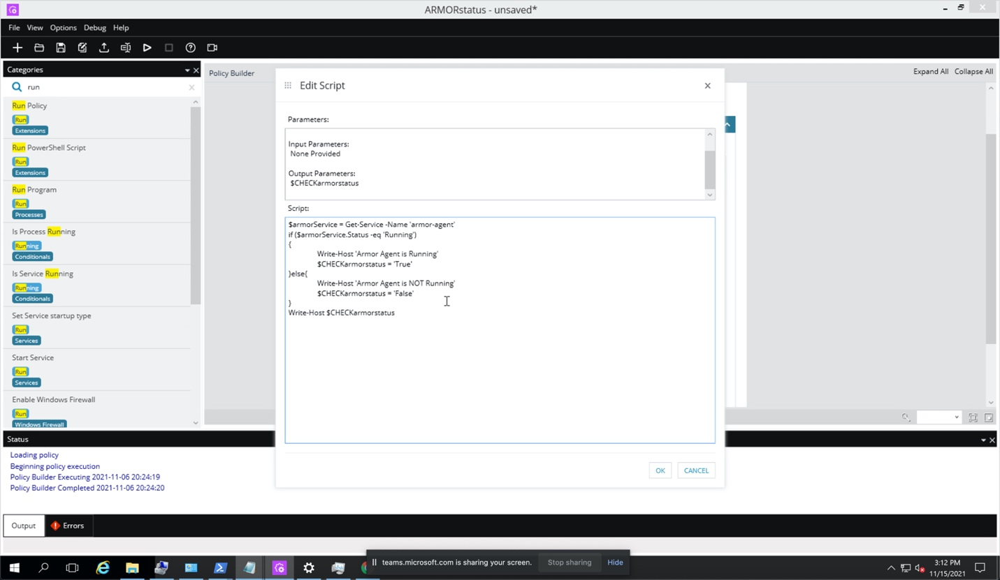 ARMORstatus - unsaved*
File View Options Debug Help
Categories
run
Run Policy
Run
Extensions
Run PowerShell Script
Run
Extensions
Run Program
Run
Processes
Is Process Running
Running
Conditionals
Is Service Running
Running
Conditionals
Set Service startup type
Run
Services
Start Service
Run
Services
Enable Windows Firewall
Run
Windows Firewall
Policy Builder
Expand All Collapse All
Edit Script
Parameters:
Input Parameters:
None Provided
Output Parameters:
$CHECKarmorstatus
Script:
$armorService = Get-Service -Name 'armor-agent'
if ($armorService.Status -eq 'Running')
{
Write-Host 'Armor Agent is Running'
$CHECKarmorstatus = 'True'
}else{
Write-Host 'Armor Agent is NOT Running'
$CHECKarmorstatus = 'False'
}
Write-Host $CHECKarmorstatus
OK CANCEL
Status
Loading policy
Beginning policy execution
Policy Builder Executing 2021-11-06 20:24:19
Policy Builder Completed 2021-11-06 20:24:20
Output Errors
teams.microsoft.com is sharing your screen. Stop sharing Hide
3:12 PM
11/15/2021